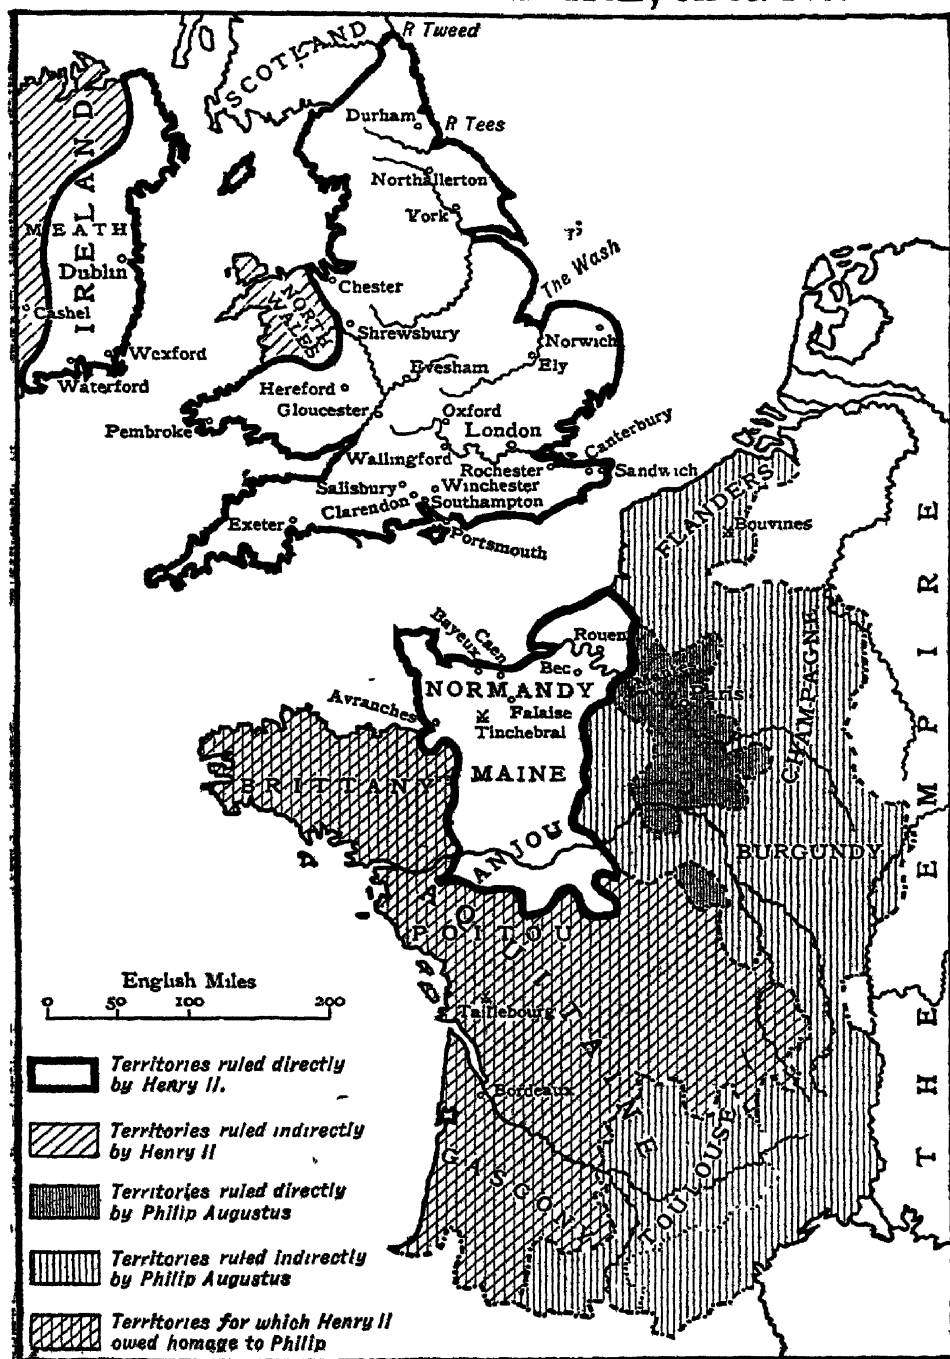 R Tweed
SCOTLAND
Durham
R Tees
IRELAND
Northallerton
York
MEATH
Dublin
The Wash
Chester
NORTH
WALES
Cashel
Shrewsbury
Norwich
Wexford
Ely
Waterford
Evesham
Hereford
Gloucester
Oxford
London
Pembroke
Canterbury
Wallingford
Rochester
Sandwich
Salisbury
Winchester
Clarendon
Southampton
Exeter
Portsmouth
FLANDERS
Bouvines
THE EMPIRE
Bayeux
Caen
Rouen
Bec
NORMANDY
Paris
CHAMPAGNE
Avranches
Falaise
Tinchebrai
BRITTANY
MAINE
ANJOU
BURGUNDY
POITOU
AQUITAINE
Taillebourg
Bordeaux
GASCONY
TOULOUSE
English Miles
0 50 100 200
Territories ruled directly
by Henry II.
Territories ruled indirectly
by Henry II
Territories ruled directly
by Philip Augustus
Territories ruled indirectly
by Philip Augustus
Territories for which Henry II
owed homage to Philip